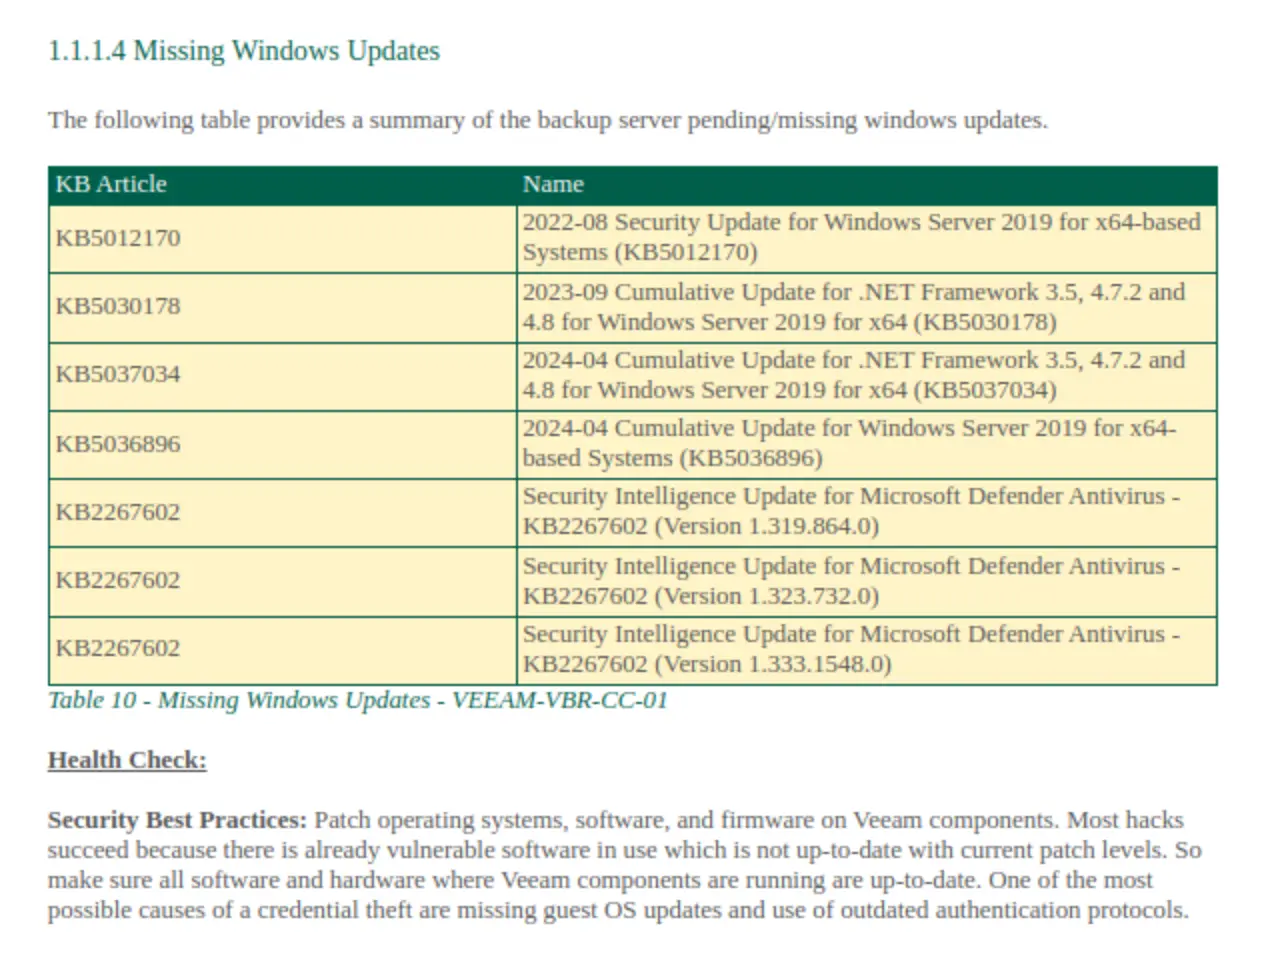 1.1.1.4 Missing Windows Updates
The following table provides a summary of the backup server pending/missing windows updates.
KB Article Name
KB5012170 2022-08 Security Update for Windows Server 2019 for x64-based
Systems (KB5012170)
KB5030178 2023-09 Cumulative Update for .NET Framework 3.5, 4.7.2 and
4.8 for Windows Server 2019 for x64 (KB5030178)
KB5037034 2024-04 Cumulative Update for .NET Framework 3.5, 4.7.2 and
4.8 for Windows Server 2019 for x64 (KB5037034)
KB5036896 2024-04 Cumulative Update for Windows Server 2019 for x64-
based Systems (KB5036896)
KB2267602 Security Intelligence Update for Microsoft Defender Antivirus -
KB2267602 (Version 1.319.864.0)
KB2267602 Security Intelligence Update for Microsoft Defender Antivirus -
KB2267602 (Version 1.323.732.0)
KB2267602 Security Intelligence Update for Microsoft Defender Antivirus -
KB2267602 (Version 1.333.1548.0)
Table 10 - Missing Windows Updates - VEEAM-VBR-CC-01
Health Check:
Security Best Practices: Patch operating systems, software, and firmware on Veeam components. Most hacks
succeed because there is already vulnerable software in use which is not up-to-date with current patch levels. So
make sure all software and hardware where Veeam components are running are up-to-date. One of the most
possible causes of a credential theft are missing guest OS updates and use of outdated authentication protocols.